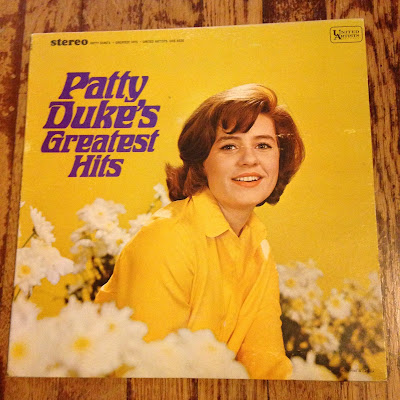 stereo
UNITED
ARTISTS
Patty
Duke's
Greatest
Hits